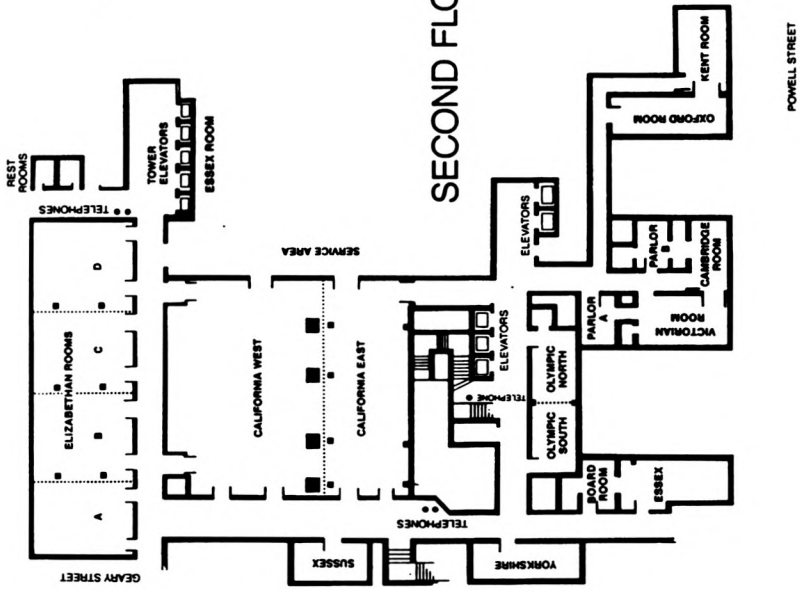 SECOND FLO
REST
ROOMS
TELEPHONES
TOWER
ELEVATORS
ESSEX ROOM
D
C
B
A
ELIZABETHAN ROOMS
GEARY STREET
SERVICE AREA
CALIFORNIA WEST
CALIFORNIA EAST
TELEPHONES
SUSSEX
YORKSHIRE
ELEVATORS
ELEVATORS
TELEPHONE
OLYMPIC
SOUTH
OLYMPIC
NORTH
BOARD
ROOM
ESSEX
PARLOR
A
PARLOR
B
CAMBRIDGE
ROOM
VICTORIAN
ROOM
OXFORD ROOM
KENT ROOM
POWELL STREET